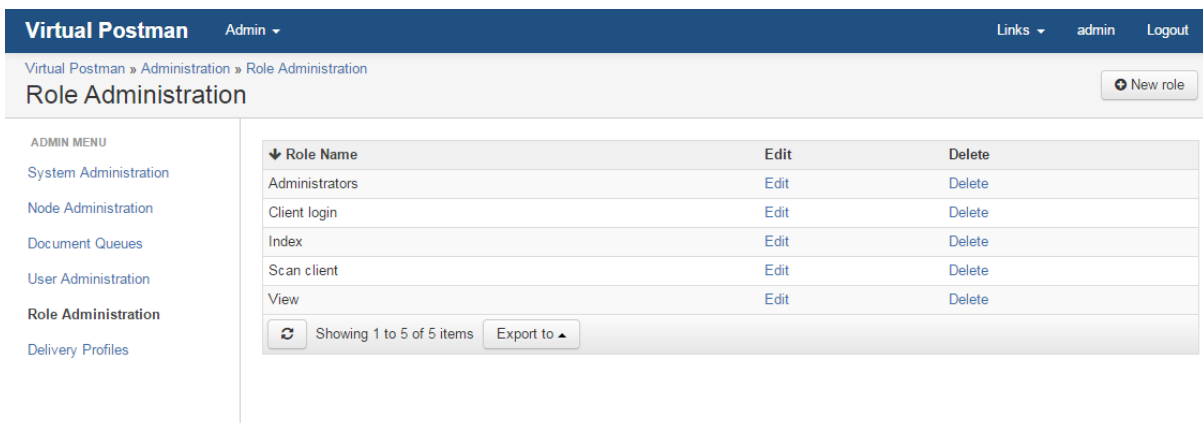 Virtual Postman Admin Links admin Logout
Virtual Postman » Administration » Role Administration
Role Administration
New role
ADMIN MENU
System Administration
Node Administration
Document Queues
User Administration
Role Administration
Delivery Profiles
Role Name Edit Delete
Administrators Edit Delete
Client login Edit Delete
Index Edit Delete
Scan client Edit Delete
View Edit Delete
Showing 1 to 5 of 5 items Export to